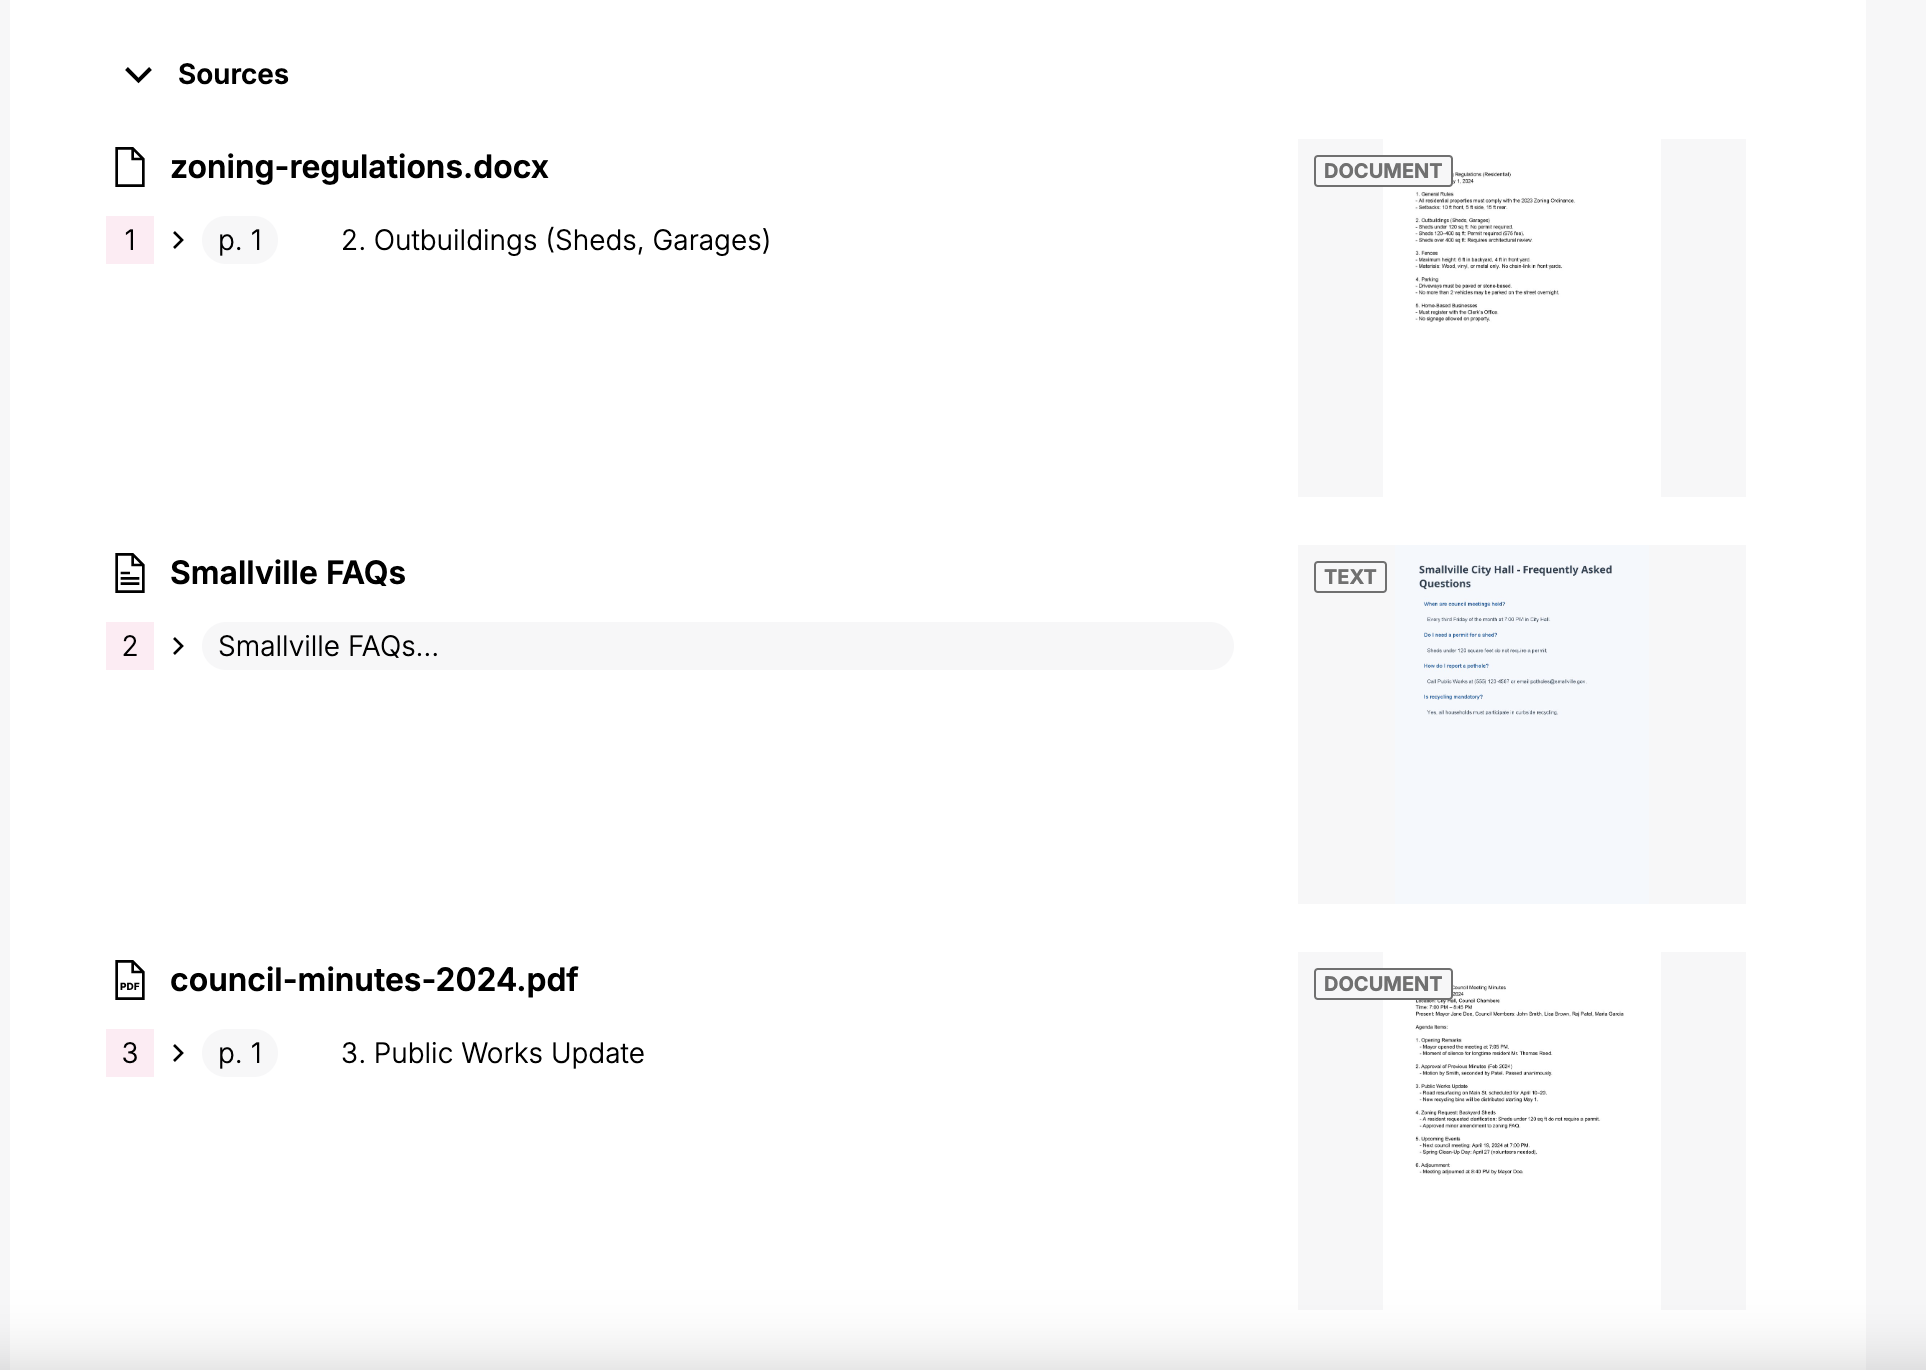 Sources
zoning-regulations.docx
1 p. 1 2. Outbuildings (Sheds, Garages)
DOCUMENT
Regulations (Residential)
1, 2024
1. General Rules
- All residential properties must comply with the 2023 Zoning Ordinance.
- Setbacks: 10 ft front, 5 ft side, 15 ft rear.
2. Outbuildings (Sheds, Garages)
- Sheds under 120 sq ft: No permit required.
- Sheds 120–400 sq ft: Permit required ($75 fee).
- Sheds over 400 sq ft: Requires architectural review.
3. Fences
- Maximum height: 6 ft in backyard, 4 ft in front yard.
- Materials: Wood, vinyl, or metal only. No chain-link in front yards.
4. Parking
- Driveways must be paved or stone-based.
- No more than 2 vehicles may be parked on the street overnight.
5. Home-Based Businesses
- Must register with the Clerk's Office.
- No signage allowed on property.
Smallville FAQs
2 Smallville FAQs...
TEXT
Smallville City Hall - Frequently Asked
Questions
When are council meetings held?
Every third Friday of the month at 7:00 PM in City Hall.
Do I need a permit for a shed?
Sheds under 120 square feet do not require a permit.
How do I report a pothole?
Call Public Works at (555) 123-4567 or email potholes@smallville.gov.
Is recycling mandatory?
Yes, all households must participate in curbside recycling.
council-minutes-2024.pdf
PDF
3 p. 1 3. Public Works Update
DOCUMENT
Council Meeting Minutes
2024
Location: City Hall, Council Chambers
Time: 7:00 PM – 8:45 PM
Present: Mayor Jane Doe, Council Members: John Smith, Lisa Brown, Raj Patel, Maria Garcia
Agenda Items:
1. Opening Remarks
- Mayor opened the meeting at 7:05 PM.
- Moment of silence for longtime resident Mr. Thomas Reed.
2. Approval of Previous Minutes (Feb 2024)
- Motion by Smith, seconded by Patel. Passed unanimously.
3. Public Works Update
- Road resurfacing on Main St. scheduled for April 10–20.
- New recycling bins will be distributed starting May 1.
4. Zoning Request: Backyard Sheds
- A resident requested clarification: Sheds under 120 sq ft do not require a permit.
- Approved minor amendment to zoning FAQ.
5. Upcoming Events
- Next council meeting: April 19, 2024 at 7:00 PM.
- Spring Clean-Up Day: April 27 (volunteers needed).
6. Adjournment
- Meeting adjourned at 8:40 PM by Mayor Doe.